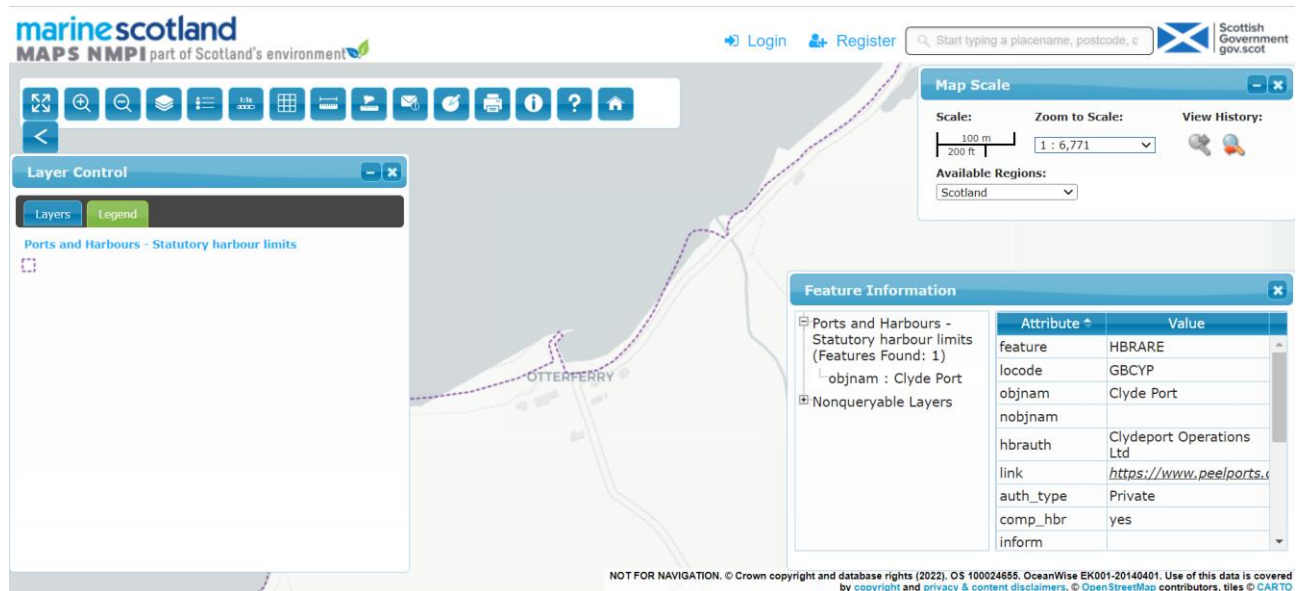 marinescotland
MAPS NMPI part of Scotland's environment
Login
Register
Start typing a placename, postcode, c
Scottish
Government
gov.scot
1:1k
Map Scale
Scale:
Zoom to Scale:
View History:
100 m
200 ft
1 : 6,771
Available Regions:
Scotland
Layer Control
Layers
Legend
Ports and Harbours - Statutory harbour limits
OTTERFERRY
Feature Information
Ports and Harbours -
Statutory harbour limits
(Features Found: 1)
objnam : Clyde Port
Nonqueryable Layers
Attribute Value
feature HBRARE
locode GBCYP
objnam Clyde Port
nobjnam
hbrauth Clydeport Operations
Ltd
link https://www.peelports.c
auth_type Private
comp_hbr yes
inform
NOT FOR NAVIGATION. © Crown copyright and database rights (2022). OS 100024655. OceanWise EK001-20140401. Use of this data is covered
by copyright and privacy & content disclaimers. © OpenStreetMap contributors, tiles © CARTO